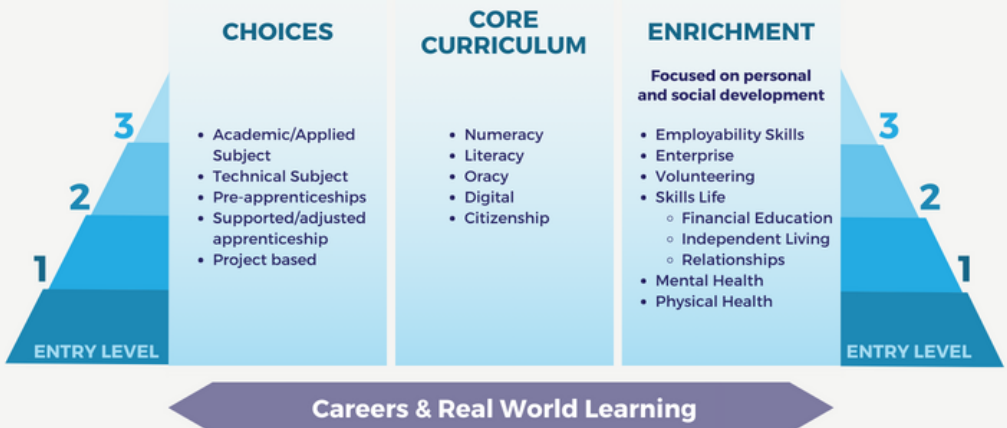 CHOICES
3
2
1
ENTRY LEVEL
• Academic/Applied
Subject
• Technical Subject
• Pre-apprenticeships
• Supported/adjusted
apprenticeship
• Project based
CORE
CURRICULUM
• Numeracy
• Literacy
• Oracy
• Digital
• Citizenship
ENRICHMENT
Focused on personal
and social development
• Employability Skills
• Enterprise
• Volunteering
• Skills Life
◦ Financial Education
◦ Independent Living
◦ Relationships
• Mental Health
• Physical Health
3
2
1
ENTRY LEVEL
Careers & Real World Learning